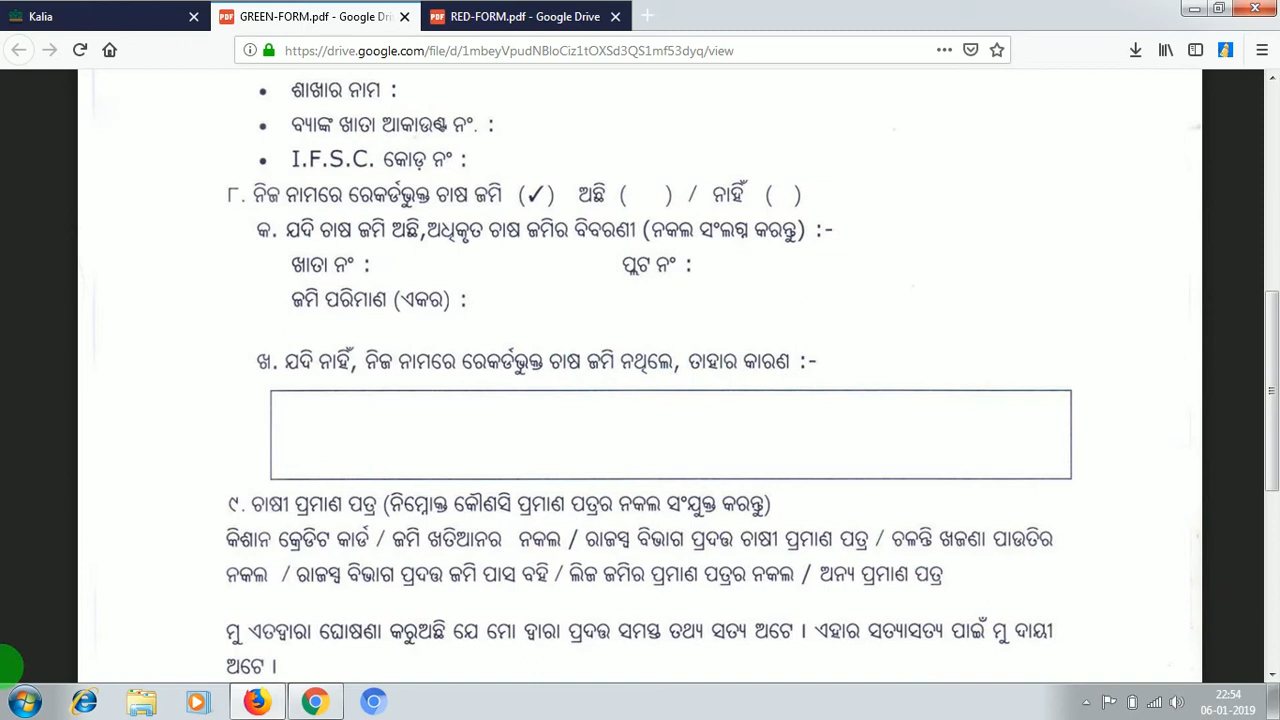 Kalia
GREEN-FORM.pdf - Google Dri
RED-FORM.pdf - Google Drive
https://drive.google.com/file/d/1mbeyVpudNBIoCiz1tOXSd3QS1mf53dyq/view
• ଶାଖାର ନାମ :
• ବ୍ୟାଙ୍କ ଖାତା ଆକାଉଣ୍ଟ ନଂ. :
• I.F.S.C. କୋଡ଼ ନଂ :
୮. ନିଜ ନାମରେ ରେକର୍ଡଭୁକ୍ତ ଚାଷ ଜମି (✓) ଅଛି ( ) / ନାହିଁ ( )
କ. ଯଦି ଚାଷ ଜମି ଅଛି,ଅଧିକୃତ ଚାଷ ଜମିର ବିବରଣୀ (ନକଲ ସଂଲଗ୍ନ କରନ୍ତୁ) :-
ଖାତା ନଂ : ପ୍ଲଟ ନଂ :
ଜମି ପରିମାଣ (ଏକର) :
ଖ. ଯଦି ନାହିଁ, ନିଜ ନାମରେ ରେକର୍ଡଭୁକ୍ତ ଚାଷ ଜମି ନଥିଲେ, ତାହାର କାରଣ :-
୯. ଚାଷୀ ପ୍ରମାଣ ପତ୍ର (ନିମ୍ନୋକ୍ତ କୌଣସି ପ୍ରମାଣ ପତ୍ରର ନକଲ ସଂଯୁକ୍ତ କରନ୍ତୁ)
କିଶାନ କ୍ରେଡିଟ କାର୍ଡ / ଜମି ଖତିଆନର ନକଲ / ରାଜସ୍ଵ ବିଭାଗ ପ୍ରଦତ୍ତ ଚାଷୀ ପ୍ରମାଣ ପତ୍ର / ଚଳନ୍ତି ଖଜଣା ପାଉତିର
ନକଲ / ରାଜସ୍ଵ ବିଭାଗ ପ୍ରଦତ୍ତ ଜମି ପାସ ବହି / ଲିଜ ଜମିର ପ୍ରମାଣ ପତ୍ରର ନକଲ / ଅନ୍ୟ ପ୍ରମାଣ ପତ୍ର
ମୁ ଏତଦ୍ଵାରା ଘୋଷଣା କରୁଅଛି ଯେ ମୋ ଦ୍ଵାରା ପ୍ରଦତ୍ତ ସମସ୍ତ ତଥ୍ୟ ସତ୍ୟ ଅଟେ । ଏହାର ସତ୍ୟାସତ୍ୟ ପାଇଁ ମୁ ଦାୟୀ
ଅଟେ ।
22:54
06-01-2019